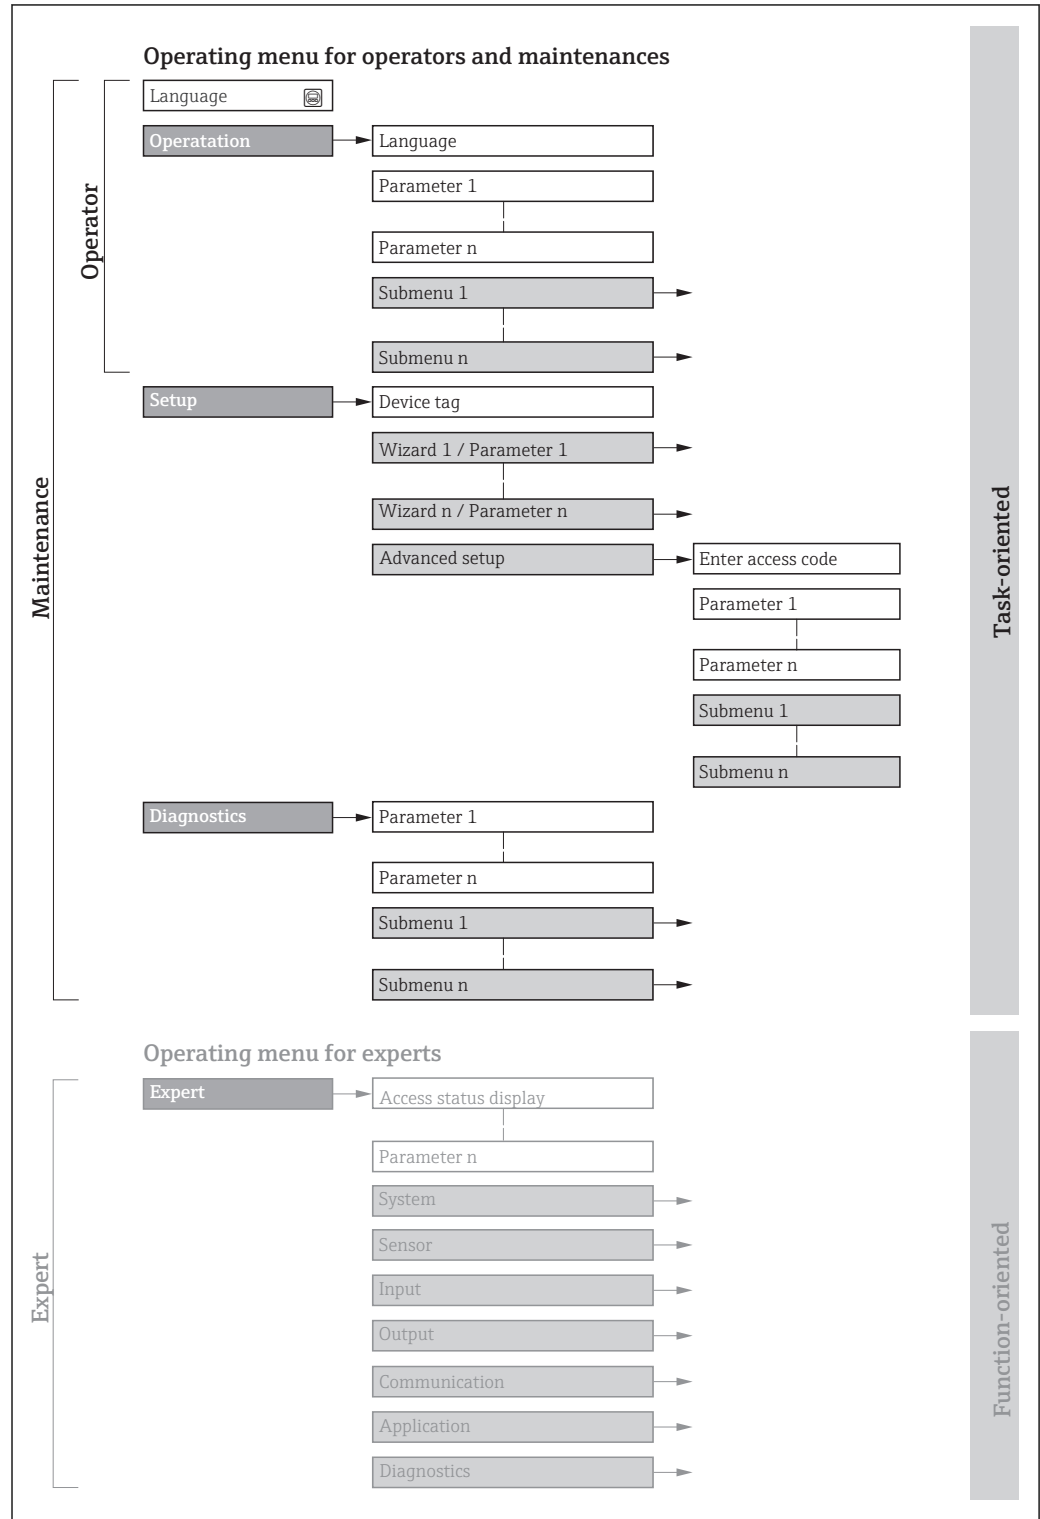 Operating menu for operators and maintenances
Language
Operatation
Language
Parameter 1
Parameter n
Submenu 1
Submenu n
Operator
Setup
Device tag
Wizard 1 / Parameter 1
Wizard n / Parameter n
Advanced setup
Enter access code
Parameter 1
Parameter n
Submenu 1
Submenu n
Maintenance
Task-oriented
Diagnostics
Parameter 1
Parameter n
Submenu 1
Submenu n
Operating menu for experts
Expert
Access status display
Parameter n
System
Sensor
Input
Output
Communication
Application
Diagnostics
Expert
Function-oriented